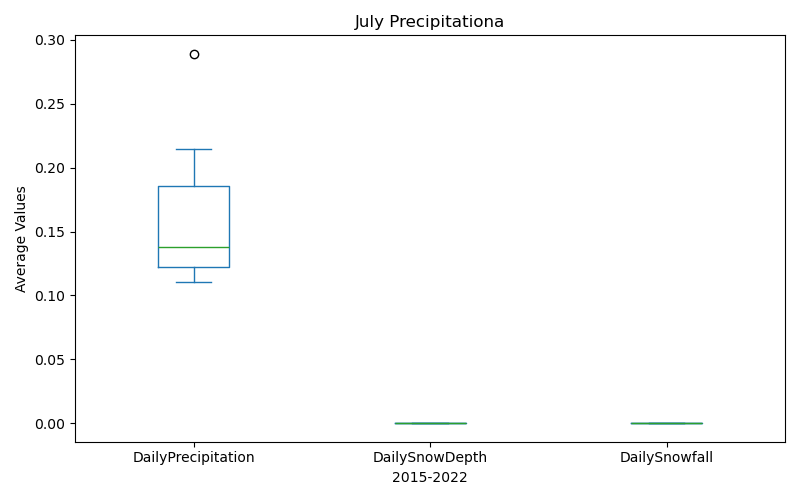 July Precipitationa
Average Values
0.30
0.25
0.20
0.15
0.10
0.05
0.00
DailyPrecipitation
DailySnowDepth
DailySnowfall
2015-2022